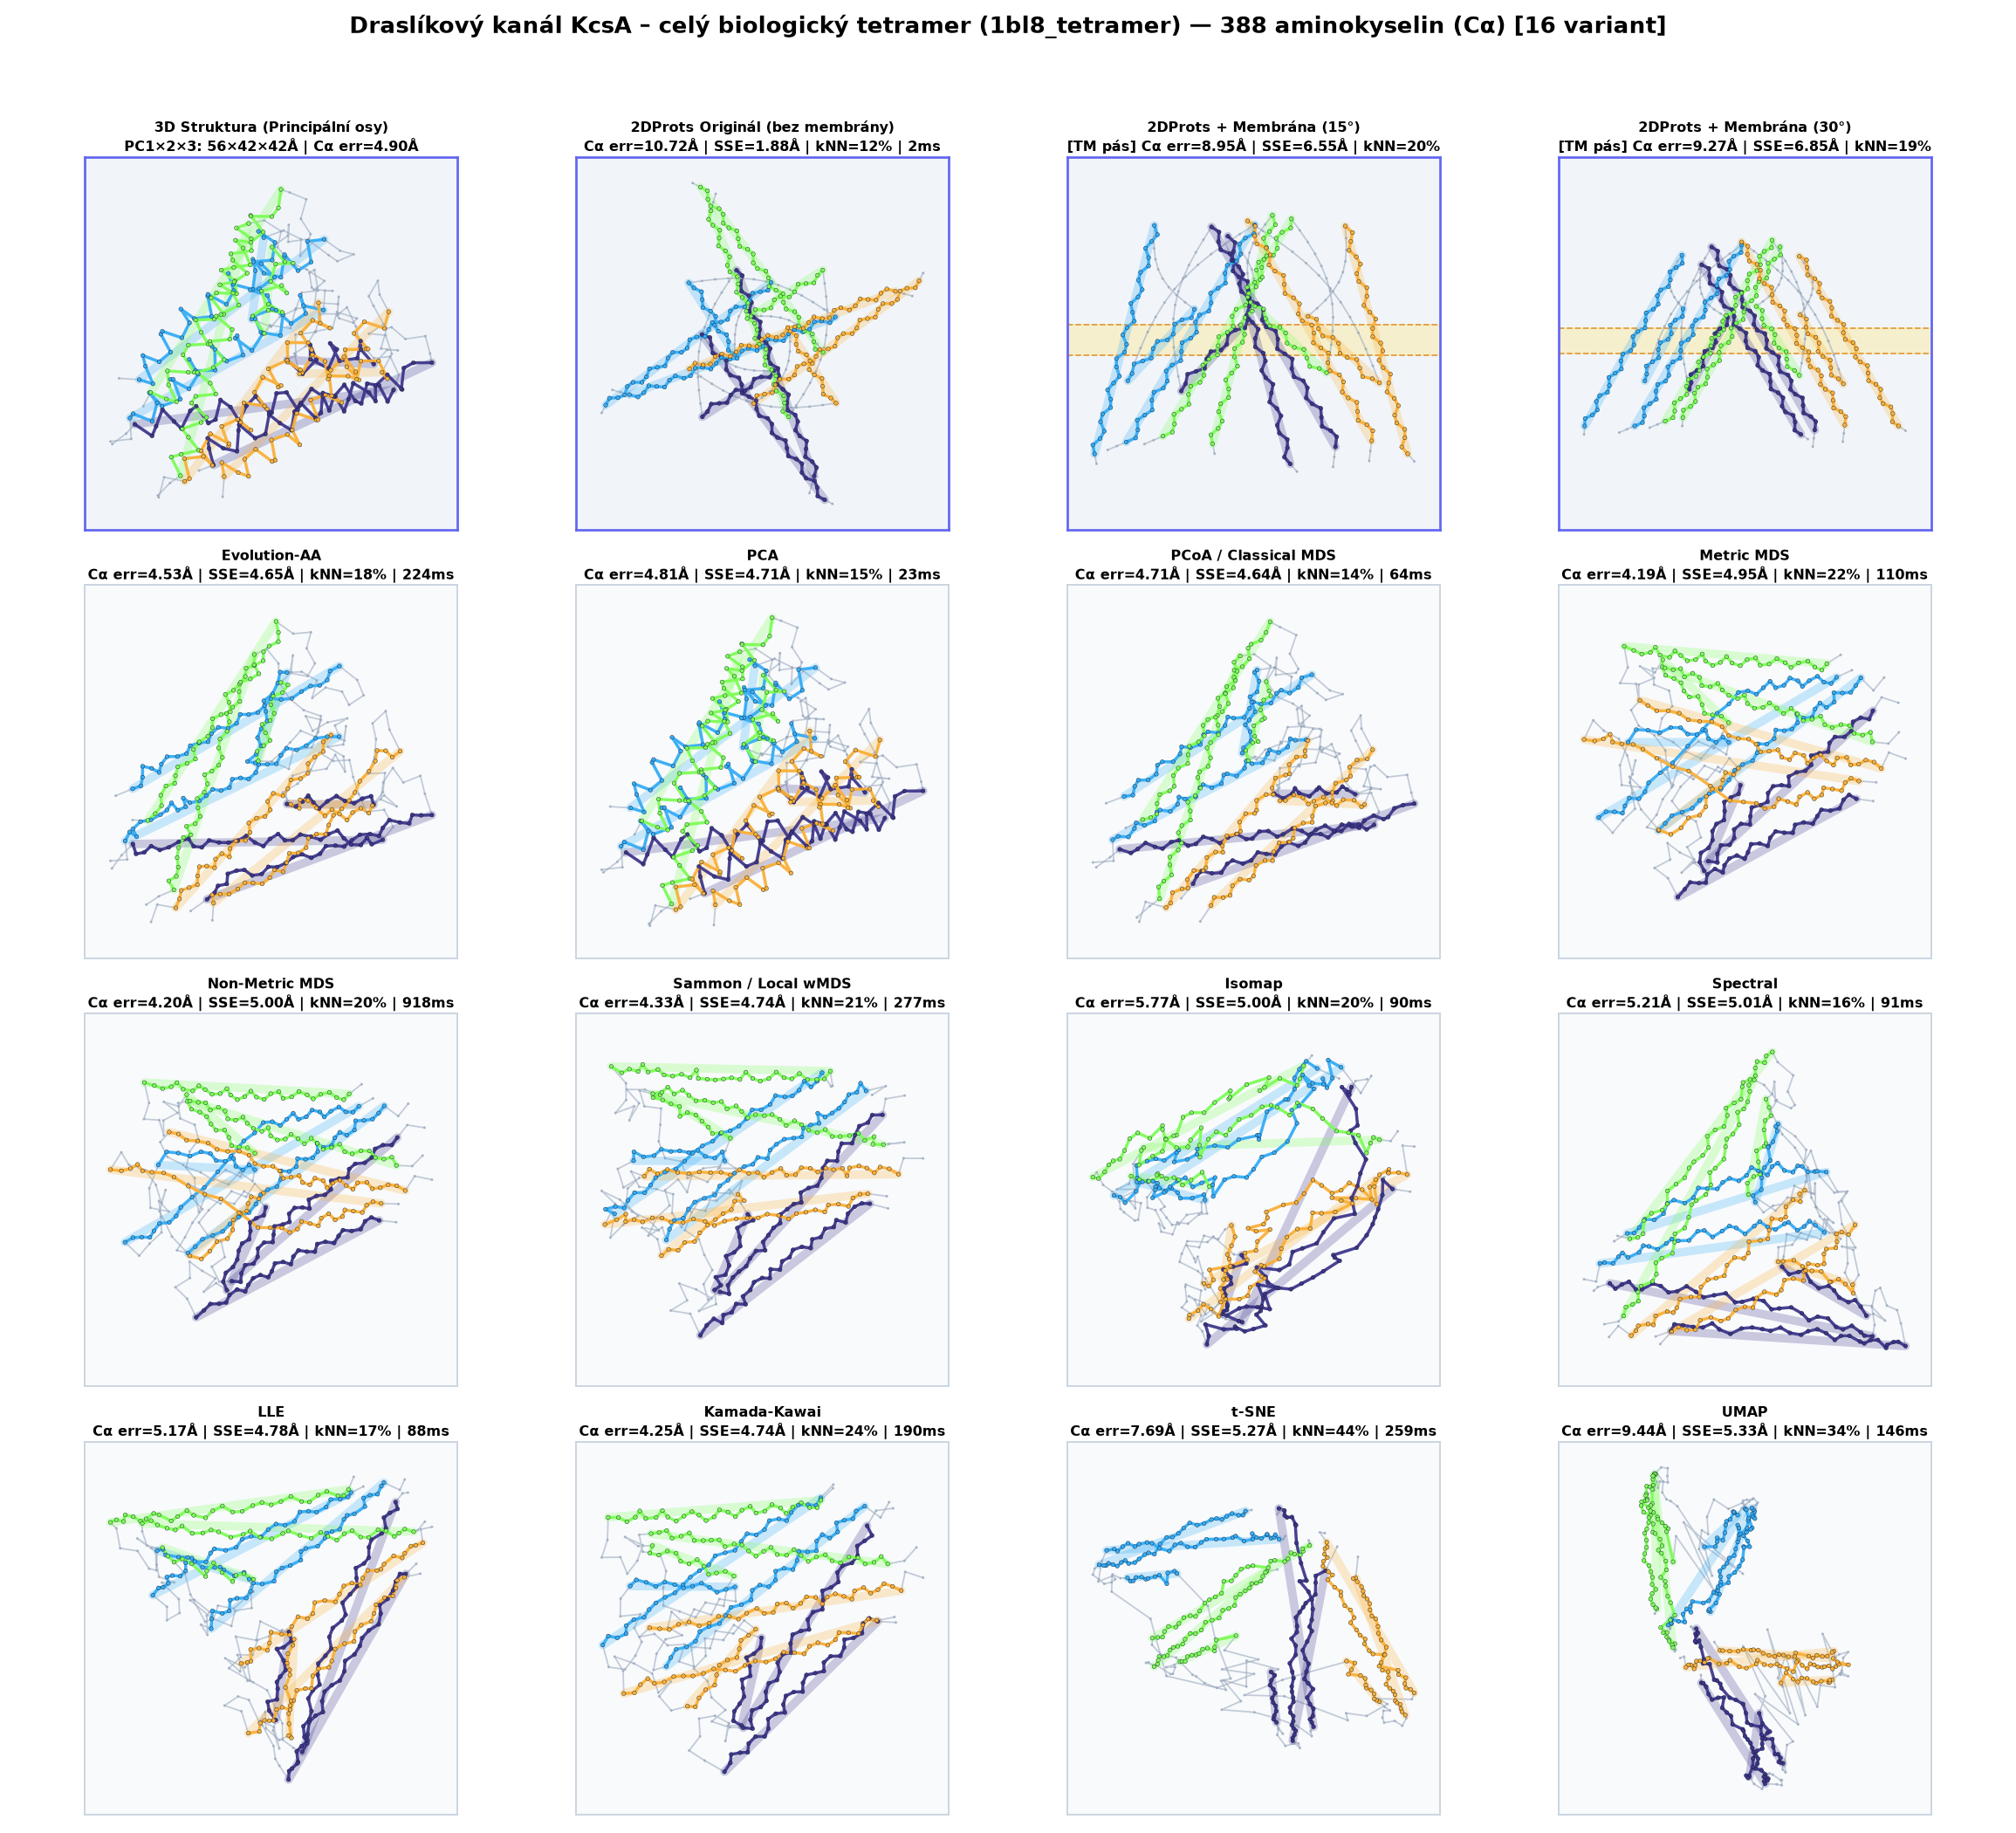 Draslíkový kanál KcsA – celý biologický tetramer (1bl8_tetramer) — 388 aminokyselin (Cα) [16 variant]
3D Struktura (Principální osy)
PC1×2×3: 56×42×42Å | Cα err=4.90Å
2DProts Originál (bez membrány)
Cα err=10.72Å | SSE=1.88Å | kNN=12% | 2ms
2DProts + Membrána (15°)
[TM pás] Cα err=8.95Å | SSE=6.55Å | kNN=20%
2DProts + Membrána (30°)
[TM pás] Cα err=9.27Å | SSE=6.85Å | kNN=19%
Evolution-AA
Cα err=4.53Å | SSE=4.65Å | kNN=18% | 224ms
PCA
Cα err=4.81Å | SSE=4.71Å | kNN=15% | 23ms
PCoA / Classical MDS
Cα err=4.71Å | SSE=4.64Å | kNN=14% | 64ms
Metric MDS
Cα err=4.19Å | SSE=4.95Å | kNN=22% | 110ms
Non-Metric MDS
Cα err=4.20Å | SSE=5.00Å | kNN=20% | 918ms
Sammon / Local wMDS
Cα err=4.33Å | SSE=4.74Å | kNN=21% | 277ms
Isomap
Cα err=5.77Å | SSE=5.00Å | kNN=20% | 90ms
Spectral
Cα err=5.21Å | SSE=5.01Å | kNN=16% | 91ms
LLE
Cα err=5.17Å | SSE=4.78Å | kNN=17% | 88ms
Kamada-Kawai
Cα err=4.25Å | SSE=4.74Å | kNN=24% | 190ms
t-SNE
Cα err=7.69Å | SSE=5.27Å | kNN=44% | 259ms
UMAP
Cα err=9.44Å | SSE=5.33Å | kNN=34% | 146ms